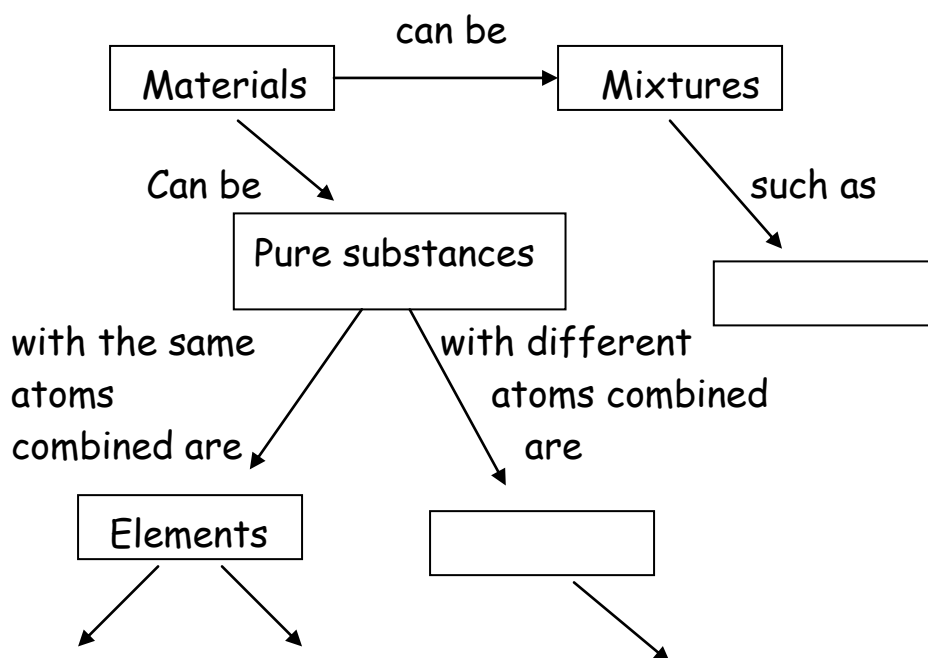 can be
Materials
Mixtures
Can be
such as
Pure substances
with the same
atoms
combined are
with different
atoms combined
are
Elements